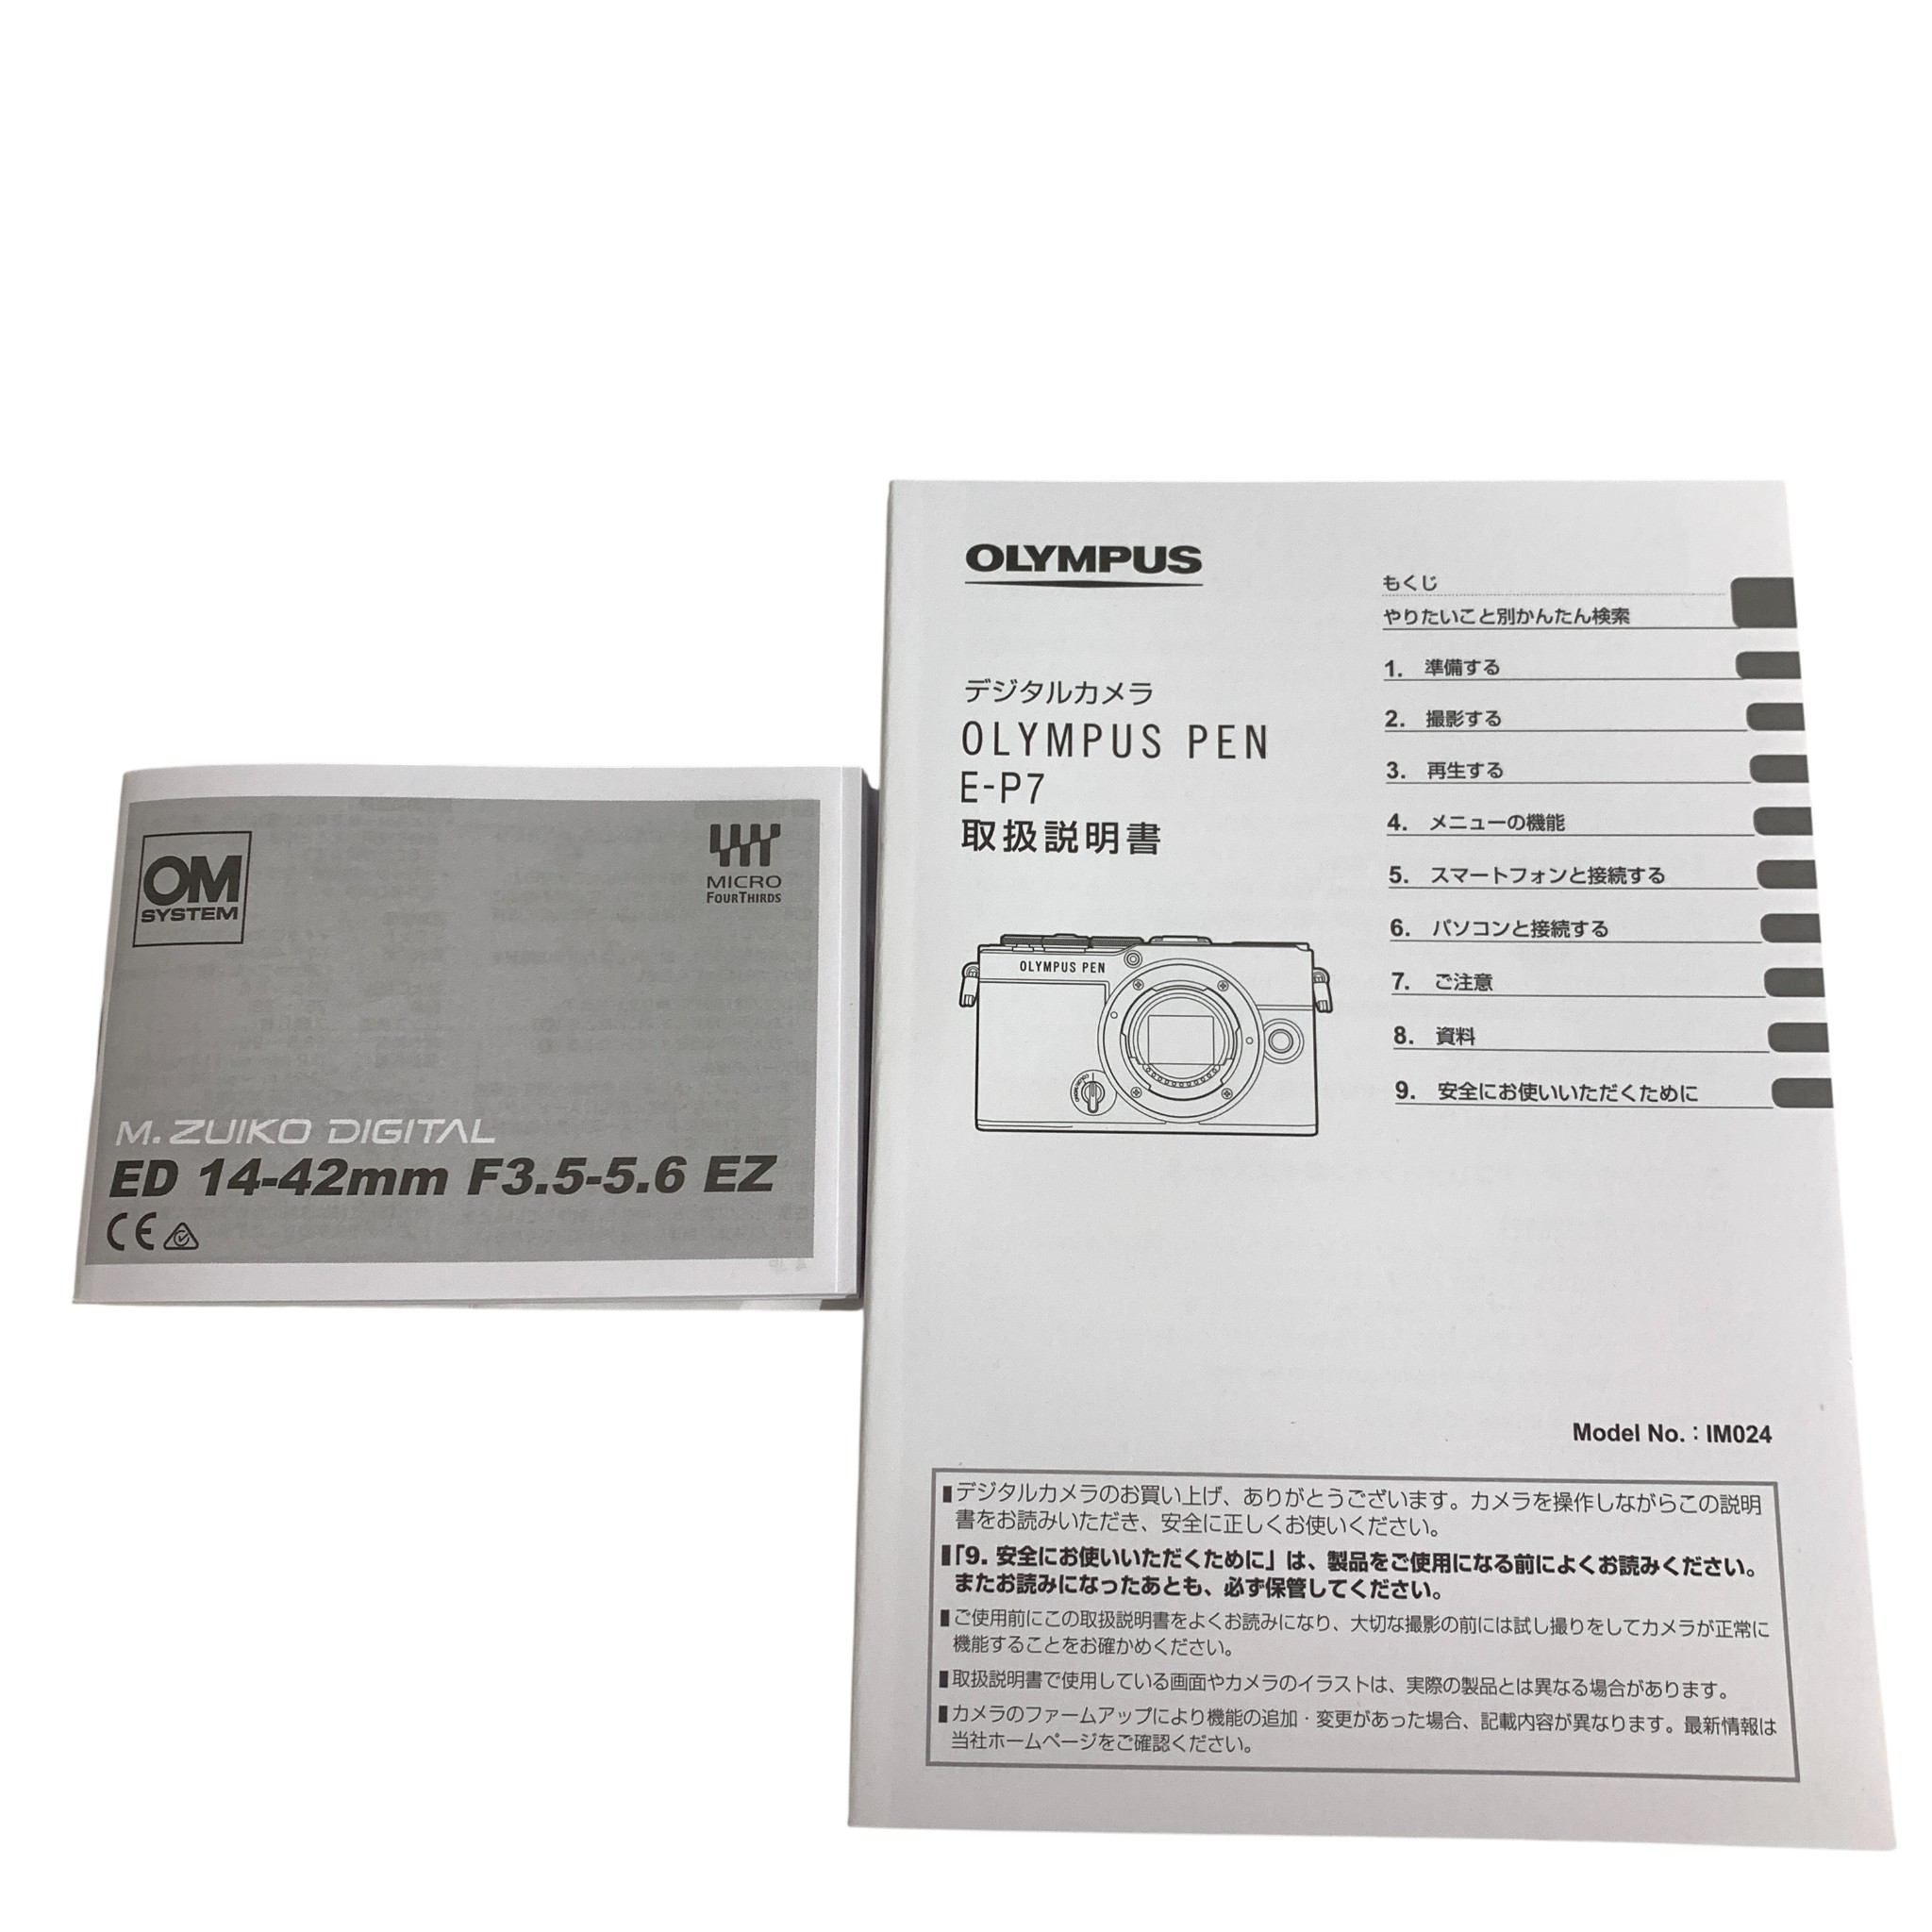 OM
SYSTEM
MICRO
FOURTHIRDS
M.ZUIKO DIGITAL
ED 14-42mm F3.5-5.6 EZ
CE
OLYMPUS
デジタルカメラ
OLYMPUS PEN
E-P7
取扱説明書
OLYMPUS PEN
もくじ
やりたいこと別かんたん検索
1. 準備する
2. 撮影する
3. 再生する
4. メニューの機能
5. スマートフォンと接続する
6. パソコンと接続する
7. ご注意
8. 資料
9. 安全にお使いいただくために
Model No.：IM024
デジタルカメラのお買い上げ、ありがとうございます。カメラを操作しながらこの説明
書をお読みいただき、安全に正しくお使いください。
「9. 安全にお使いいただくために」は、製品をご使用になる前によくお読みください。
またお読みになったあとも、必ず保管してください。
ご使用前にこの取扱説明書をよくお読みになり、大切な撮影の前には試し撮りをしてカメラが正常に
機能することをお確かめください。
取扱説明書で使用している画面やカメラのイラストは、実際の製品とは異なる場合があります。
カメラのファームアップにより機能の追加・変更があった場合、記載内容が異なります。最新情報は
当社ホームページをご確認ください。